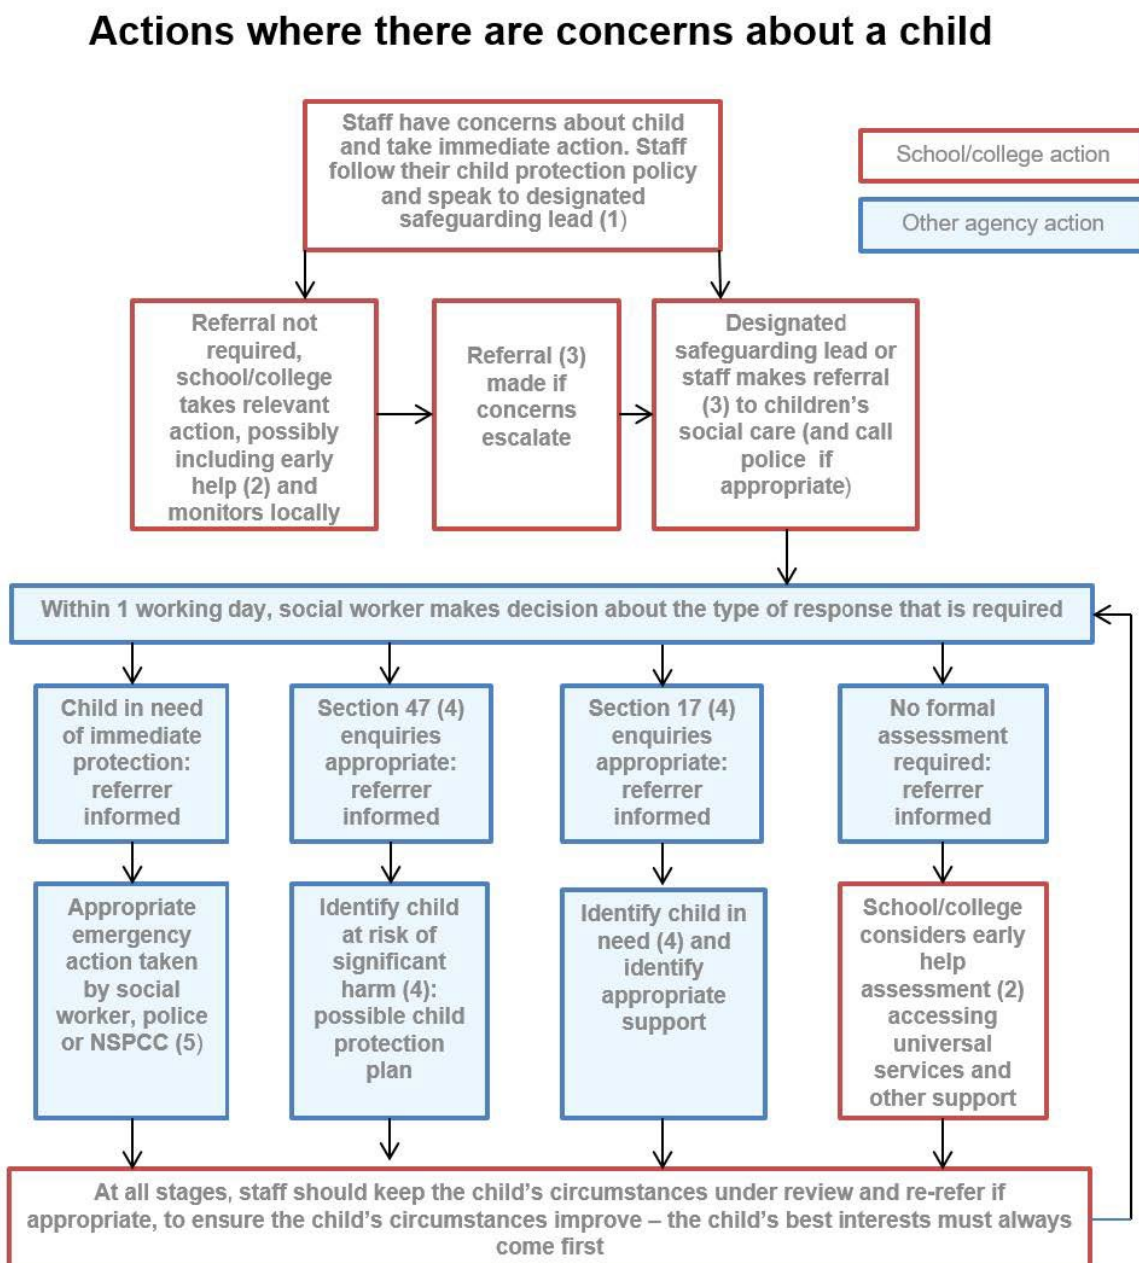 Actions where there are concerns about a child
Staff have concerns about child
and take immediate action. Staff
follow their child protection policy
and speak to designated
safeguarding lead (1)
School/college action
Other agency action
Referral not
required,
school/college
takes relevant
action, possibly
including early
help (2) and
monitors locally
Referral (3)
made if
concerns
escalate
Designated
safeguarding lead or
staff makes referral
(3) to children’s
social care (and call
police if
appropriate)
Within 1 working day, social worker makes decision about the type of response that is required
Child in need
of immediate
protection:
referrer
informed
Section 47 (4)
enquiries
appropriate:
referrer
informed
Section 17 (4)
enquiries
appropriate:
referrer
informed
No formal
assessment
required:
referrer
informed
Appropriate
emergency
action taken
by social
worker, police
or NSPCC (5)
Identify child
at risk of
significant
harm (4):
possible child
protection
plan
Identify child in
need (4) and
identify
appropriate
support
School/college
considers early
help
assessment (2)
accessing
universal
services and
other support
At all stages, staff should keep the child’s circumstances under review and re-refer if
appropriate, to ensure the child’s circumstances improve – the child’s best interests must always
come first